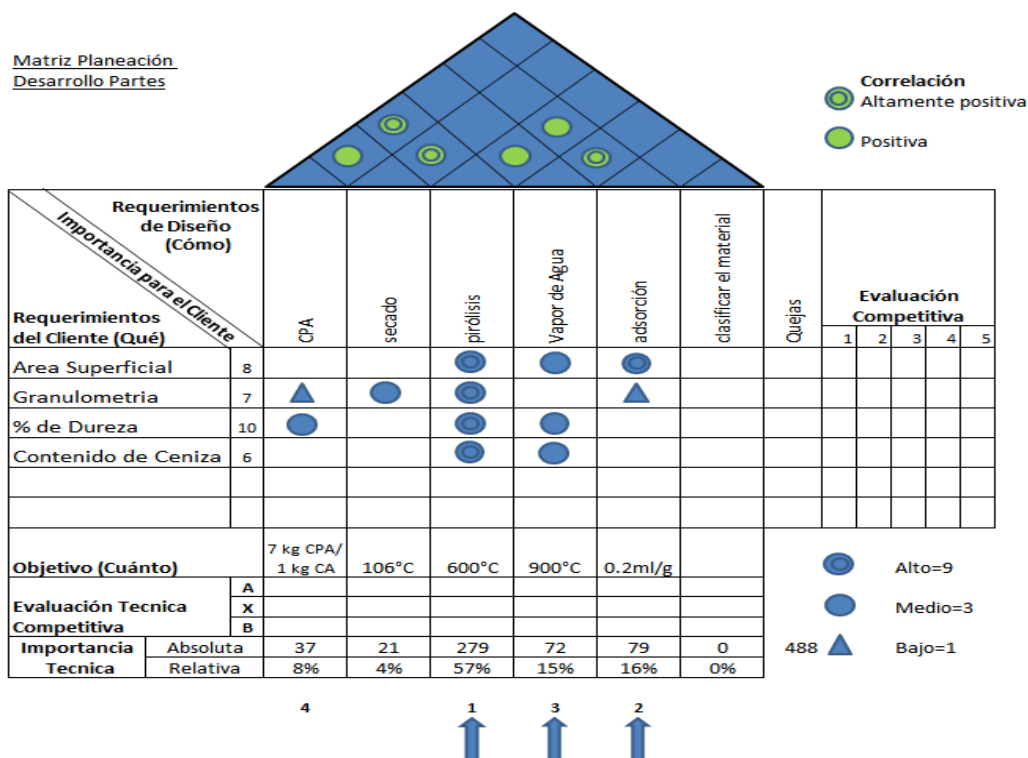 Matriz Planeación
Desarrollo Partes
Correlación
Altamente positiva
Positiva
Requerimientos
de Diseño
(Cómo)
Importancia para el Cliente
Requerimientos
del Cliente (Qué)
CPA
secado
pirólisis
Vapor de Agua
adsorción
clasificar el material
Quejas
Evaluación
Competitiva
1 2 3 4 5
Area Superficial 8
Granulometria 7
% de Dureza 10
Contenido de Ceniza 6
Objetivo (Cuánto) 7 kg CPA/ 1 kg CA 106°C 600°C 900°C 0.2ml/g
Evaluación Tecnica
Competitiva
A
X
B
Importancia
Tecnica
Absoluta 37 21 279 72 79 0 488
Relativa 8% 4% 57% 15% 16% 0%
Alto=9
Medio=3
Bajo=1
4 1 3 2